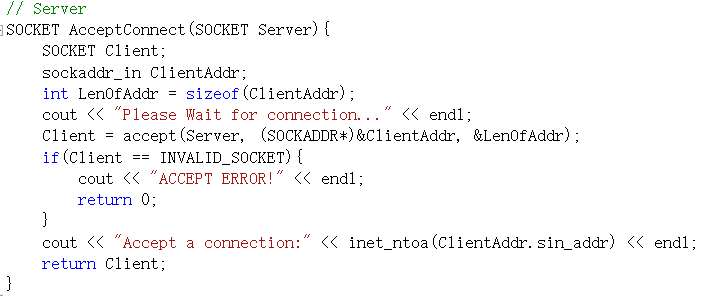 // Server
SOCKET AcceptConnect(SOCKET Server){
    SOCKET Client;
    sockaddr_in ClientAddr;
    int LenOfAddr = sizeof(ClientAddr);
    cout << "Please Wait for connection..." << endl;
    Client = accept(Server, (SOCKADDR*)&ClientAddr, &LenOfAddr);
    if(Client == INVALID_SOCKET){
        cout << "ACCEPT ERROR!" << endl;
        return 0;
    }
    cout << "Accept a connection:" << inet_ntoa(ClientAddr.sin_addr) << endl;
    return Client;
}